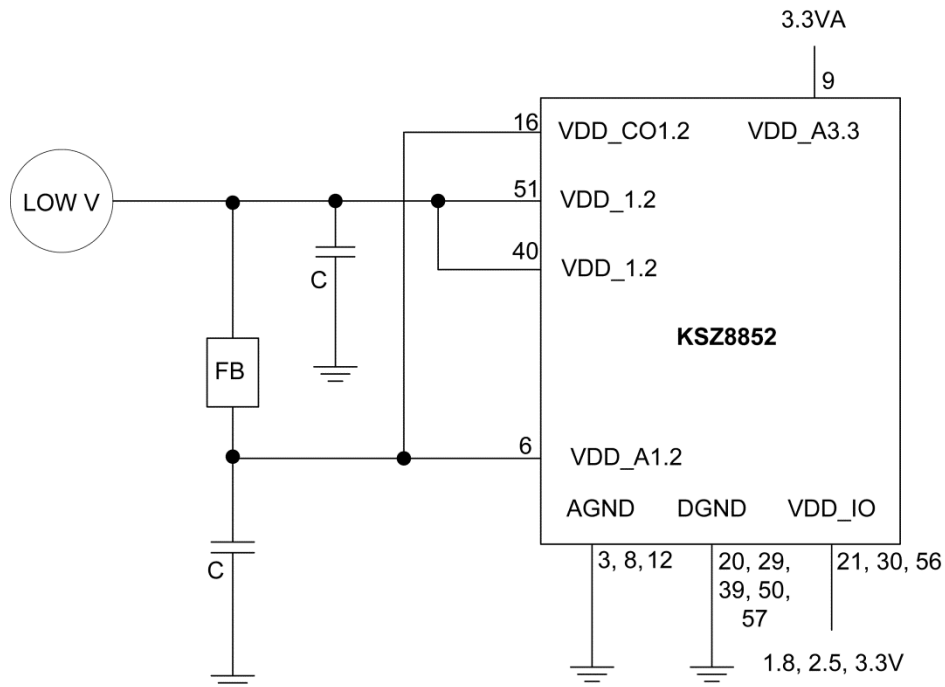 3.3VA
9
16
VDD_CO1.2
VDD_A3.3
LOW V
51
VDD_1.2
40
VDD_1.2
C
KSZ8852
FB
6
VDD_A1.2
AGND
DGND
VDD_IO
C
3, 8, 12
20, 29,
39, 50,
57
21, 30, 56
1.8, 2.5, 3.3V